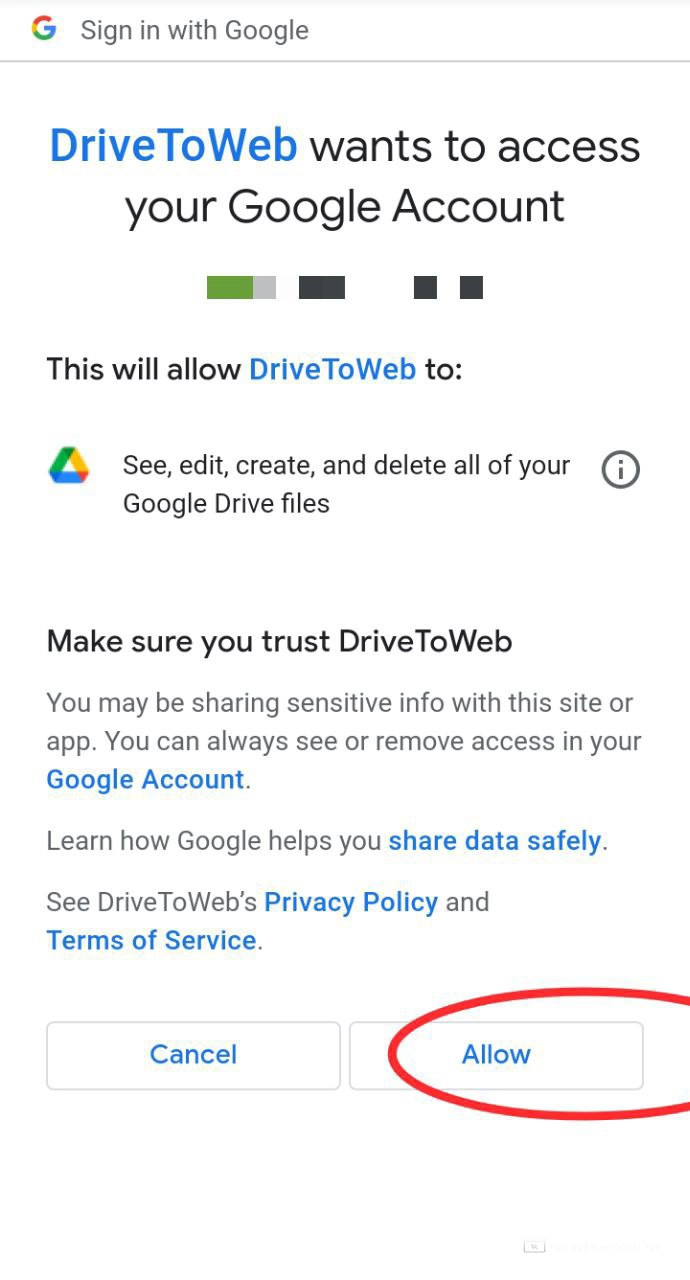 Sign in with Google
DriveToWeb wants to access
your Google Account
This will allow DriveToWeb to:
See, edit, create, and delete all of your
Google Drive files
Make sure you trust DriveToWeb
You may be sharing sensitive info with this site or
app. You can always see or remove access in your
Google Account.
Learn how Google helps you share data safely.
See DriveToWeb’s Privacy Policy and
Terms of Service.
Cancel
Allow